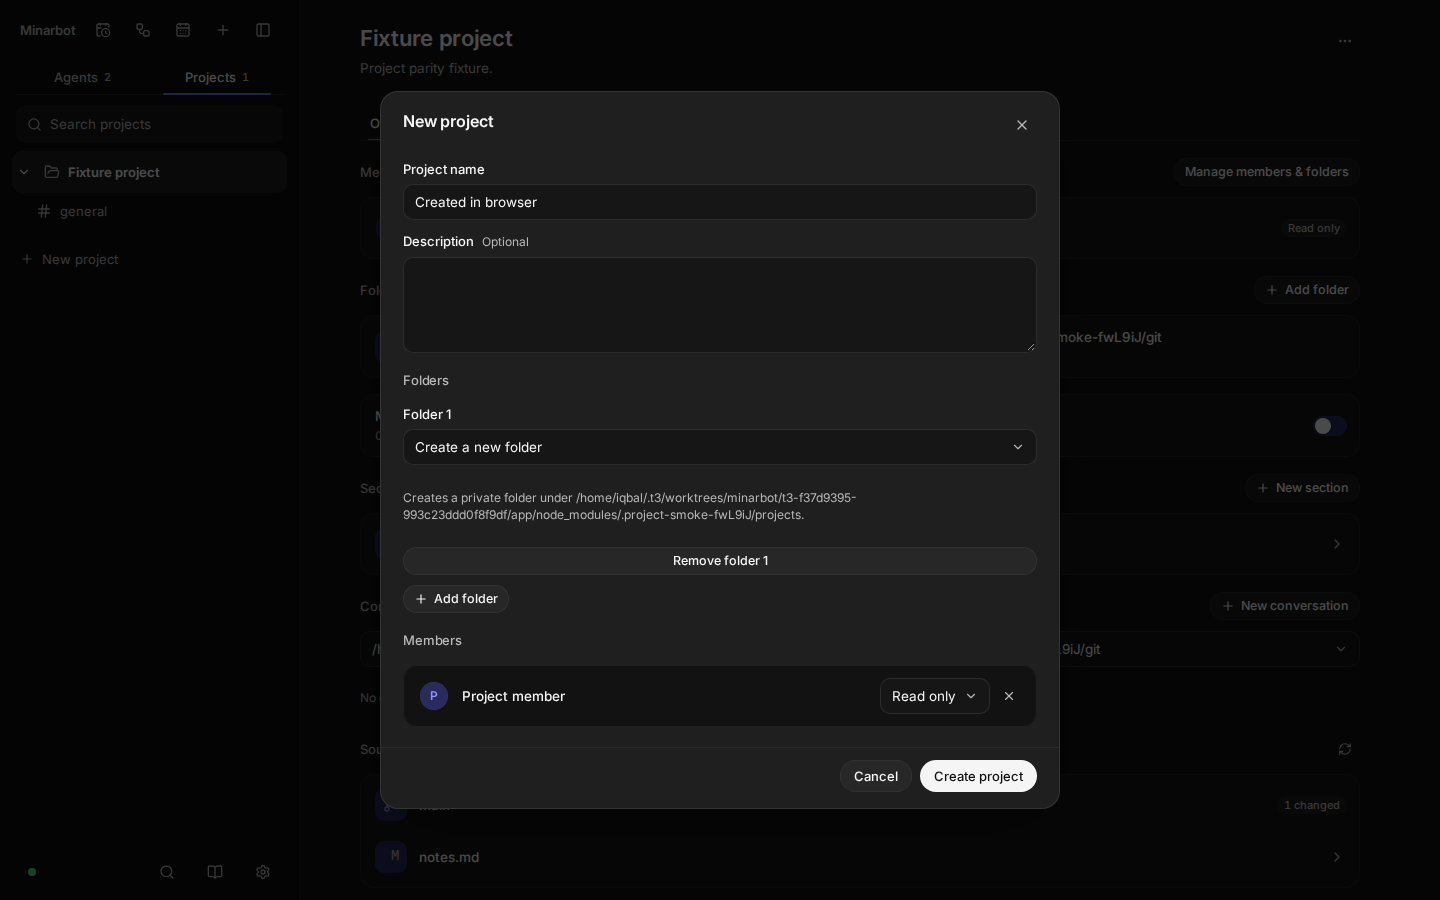 Minarbot
Agents 2
Projects 1
Search projects
Fixture project
general
New project
Fixture project
Project parity fixture.
Manage members & folders
Read only
Add folder
moke-fwL9iJ/git
New section
New conversation
9iJ/git
No
1 changed
M
notes.md
New project
Project name
Created in browser
Description Optional
Folders
Folder 1
Create a new folder
Creates a private folder under /home/iqbal/.t3/worktrees/minarbot/t3-f37d9395-
993c23ddd0f8f9df/app/node_modules/.project-smoke-fwL9iJ/projects.
Remove folder 1
Add folder
Members
P
Project member
Read only
Cancel
Create project